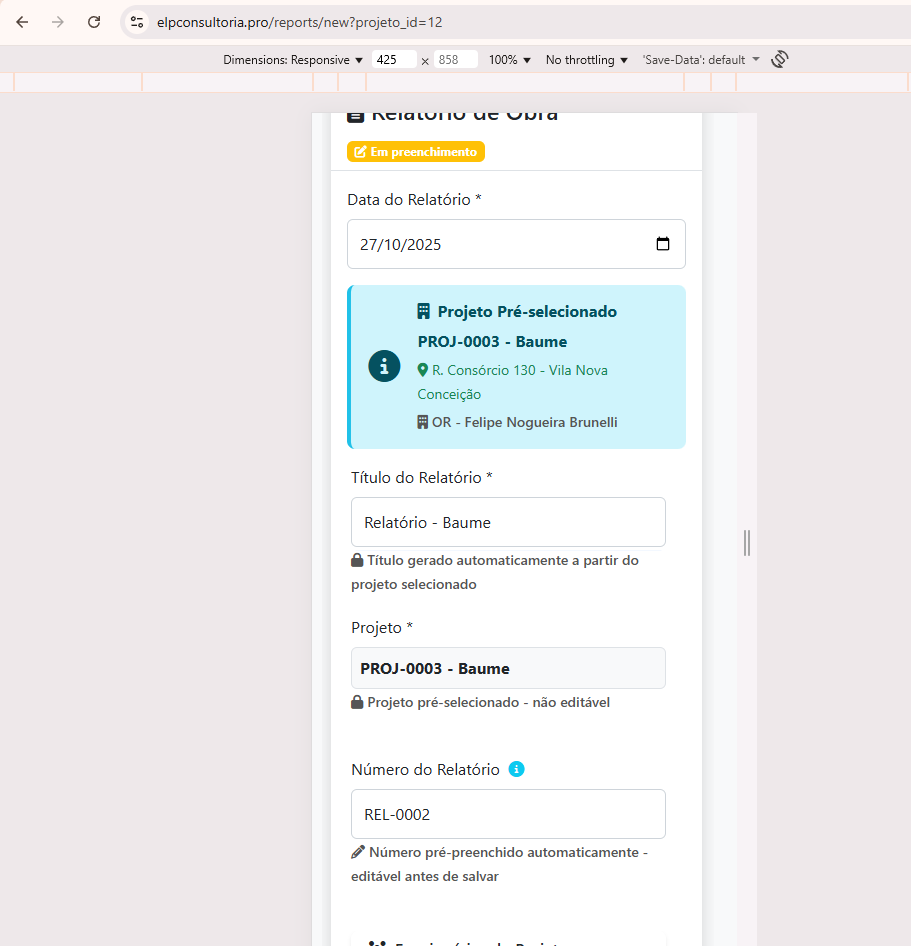 elpconsultoria.pro/reports/new?projeto_id=12
Dimensions: Responsive 425 x 858 100% No throttling 'Save-Data': default
Relatório de Obra
Em preenchimento
Data do Relatório *
27/10/2025
Projeto Pré-selecionado
PROJ-0003 - Baume
R. Consórcio 130 - Vila Nova
Conceição
OR - Felipe Nogueira Brunelli
Título do Relatório *
Relatório - Baume
Título gerado automaticamente a partir do
projeto selecionado
Projeto *
PROJ-0003 - Baume
Projeto pré-selecionado - não editável
Número do Relatório
REL-0002
Número pré-preenchido automaticamente -
editável antes de salvar